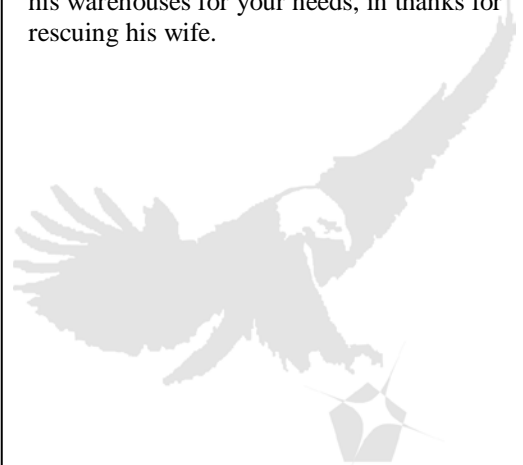 his warehouses for your needs, in thanks for
rescuing his wife.